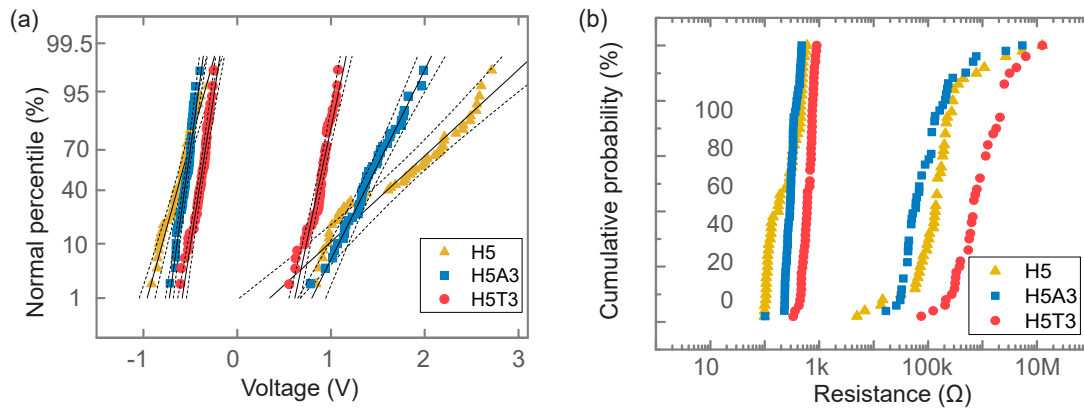 (a)
Normal percentile (%)
99.5
95
70
40
10
1
-1
0
1
2
3
Voltage (V)
H5
H5A3
H5T3
(b)
Cumulative probability (%)
100
80
60
40
20
0
10
1k
100k
10M
Resistance (Ω)
H5
H5A3
H5T3